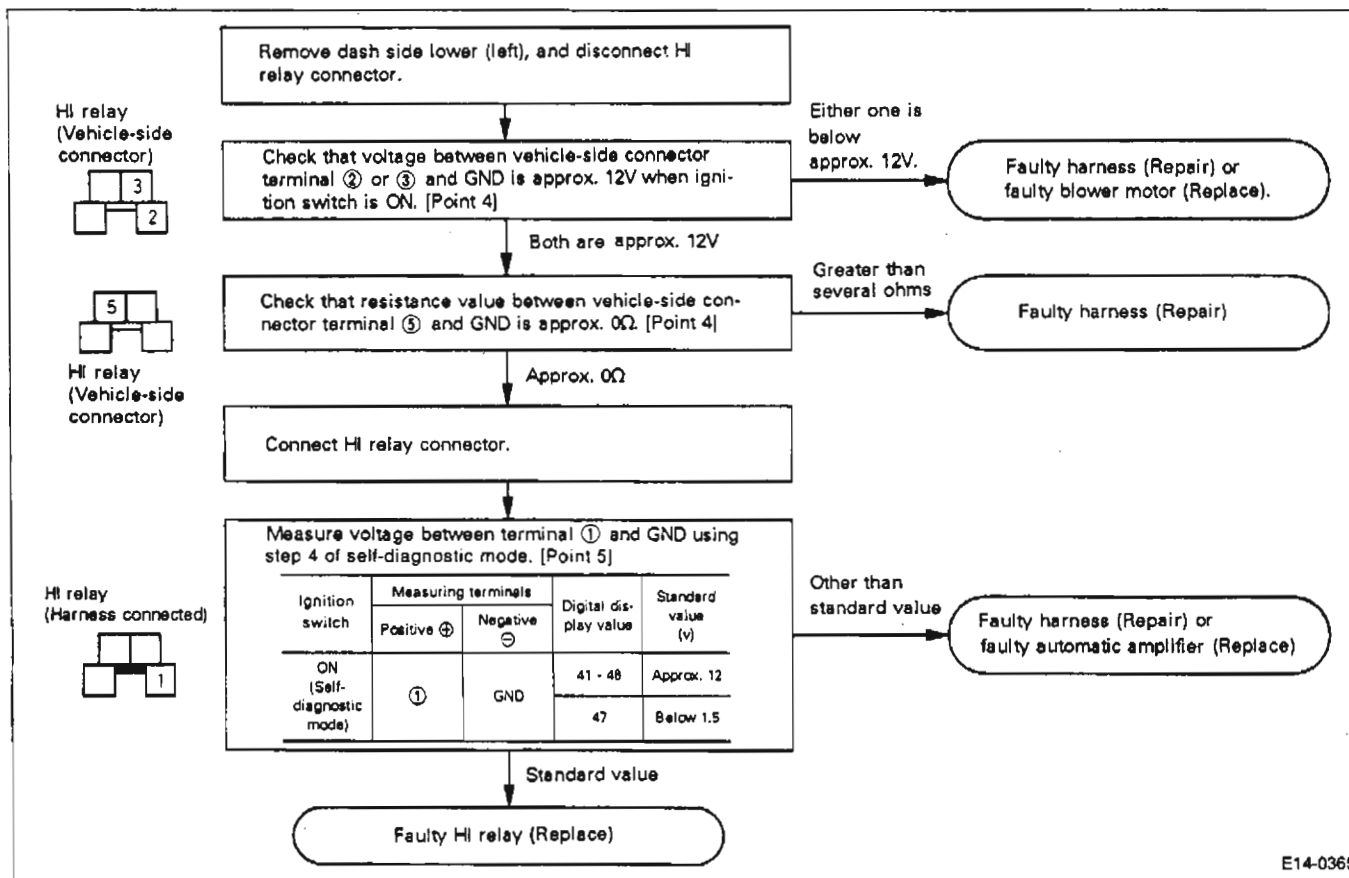 Remove dash side lower (left), and disconnect HI
relay connector.
HI relay
(Vehicle-side
connector)
3
2
Check that voltage between vehicle-side connector
terminal ② or ③ and GND is approx. 12V when igni-
tion switch is ON. [Point 4]
Either one is
below
approx. 12V.
Faulty harness (Repair) or
faulty blower motor (Replace).
Both are approx. 12V
5
HI relay
(Vehicle-side
connector)
Check that resistance value between vehicle-side con-
nector terminal ⑤ and GND is approx. 0Ω. [Point 4]
Greater than
several ohms
Faulty harness (Repair)
Approx. 0Ω
Connect HI relay connector.
Measure voltage between terminal ① and GND using
step 4 of self-diagnostic mode. [Point 5]
HI relay
(Harness connected)
1
Ignition
switch
Measuring terminals
Positive ⊕
Negative
⊖
Digital dis-
play value
Standard
value
(v)
ON
(Self-
diagnostic
mode)
①
GND
41 - 46
Approx. 12
47
Below 1.5
Other than
standard value
Faulty harness (Repair) or
faulty automatic amplifier (Replace)
Standard value
Faulty HI relay (Replace)
E14-0365